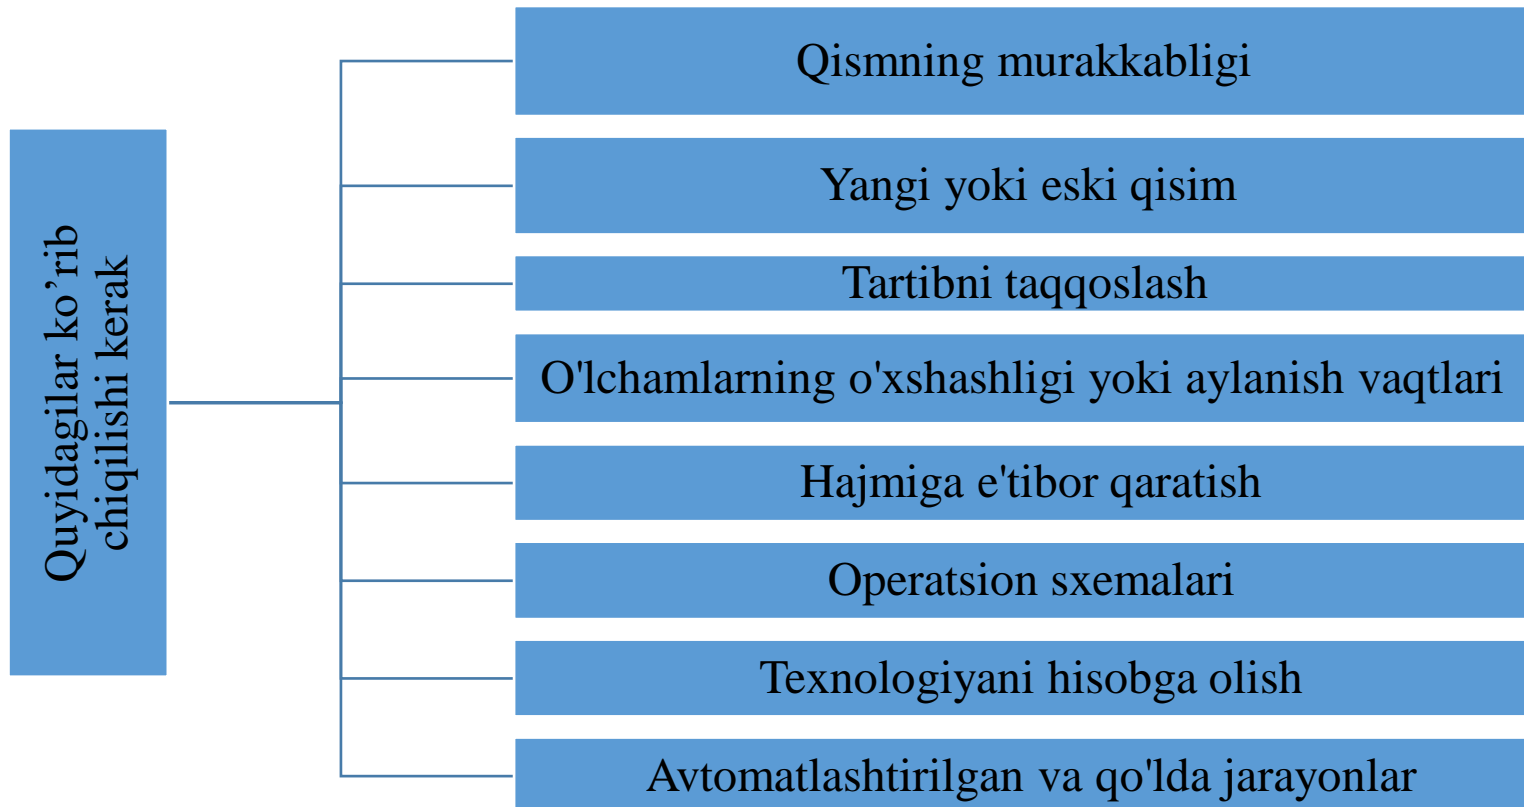 Quyidagilar ko’rib
chiqilishi kerak
Qismning murakkabligi
Yangi yoki eski qisim
Tartibni taqqoslash
O'lchamlarning o'xshashligi yoki aylanish vaqtlari
Hajmiga e'tibor qaratish
Operatsion sxemalari
Texnologiyani hisobga olish
Avtomatlashtirilgan va qo'lda jarayonlar